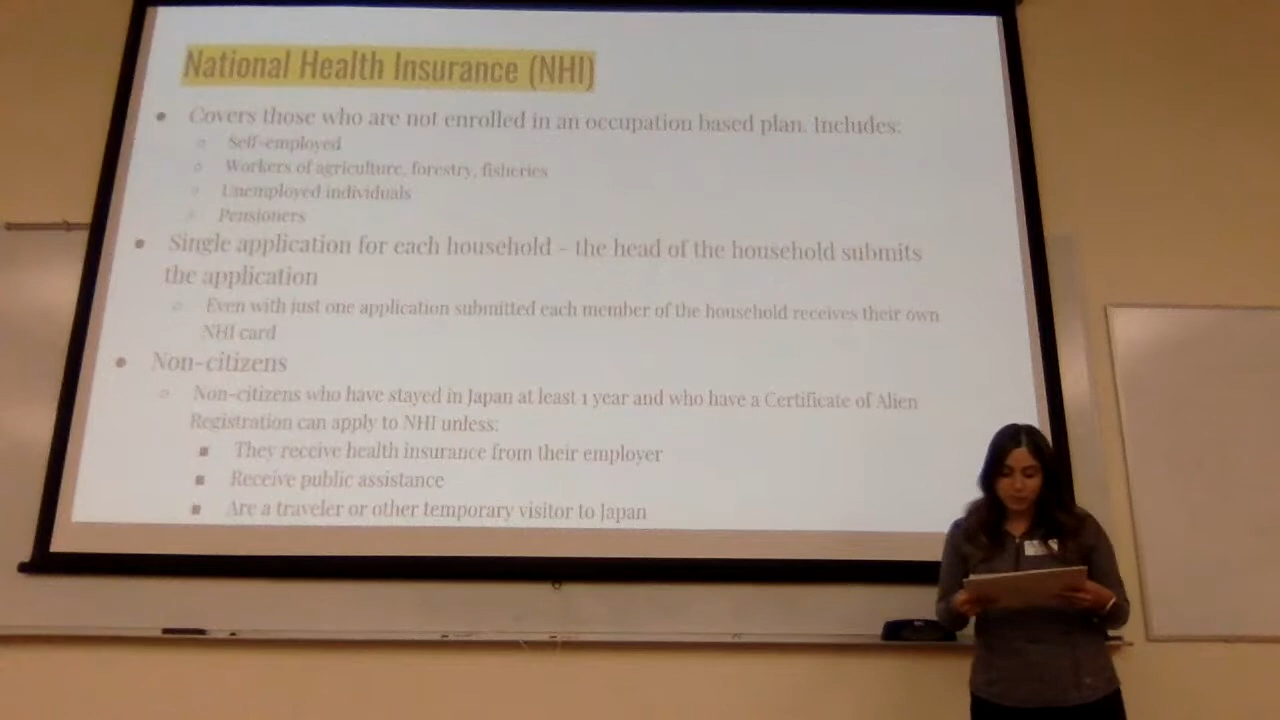 National Health Insurance (NHI)
● Covers those who are not enrolled in an occupation based plan. Includes:
○ Self-employed
○ Workers of agriculture, forestry, fisheries
○ Unemployed individuals
○ Pensioners
● Single application for each household – the head of the household submits
the application
○ Even with just one application submitted each member of the household receives their own
NHI card
● Non-citizens
○ Non-citizens who have stayed in Japan at least 1 year and who have a Certificate of Alien
Registration can apply to NHI unless:
■ They receive health insurance from their employer
■ Receive public assistance
■ Are a traveler or other temporary visitor to Japan